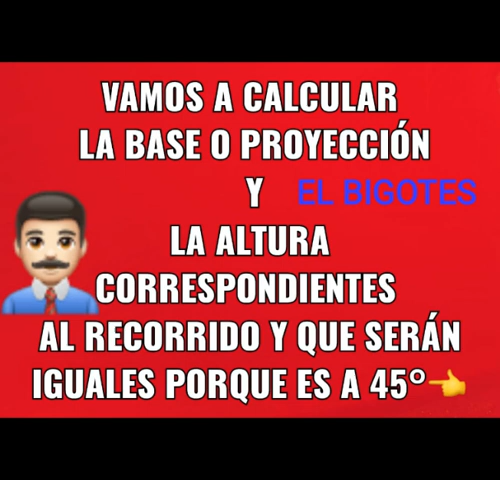 VAMOS A CALCULAR
LA BASE O PROYECCIÓN
Y EL BIGOTES
LA ALTURA
CORRESPONDIENTES
AL RECORRIDO Y QUE SERÁN
IGUALES PORQUE ES A 45°